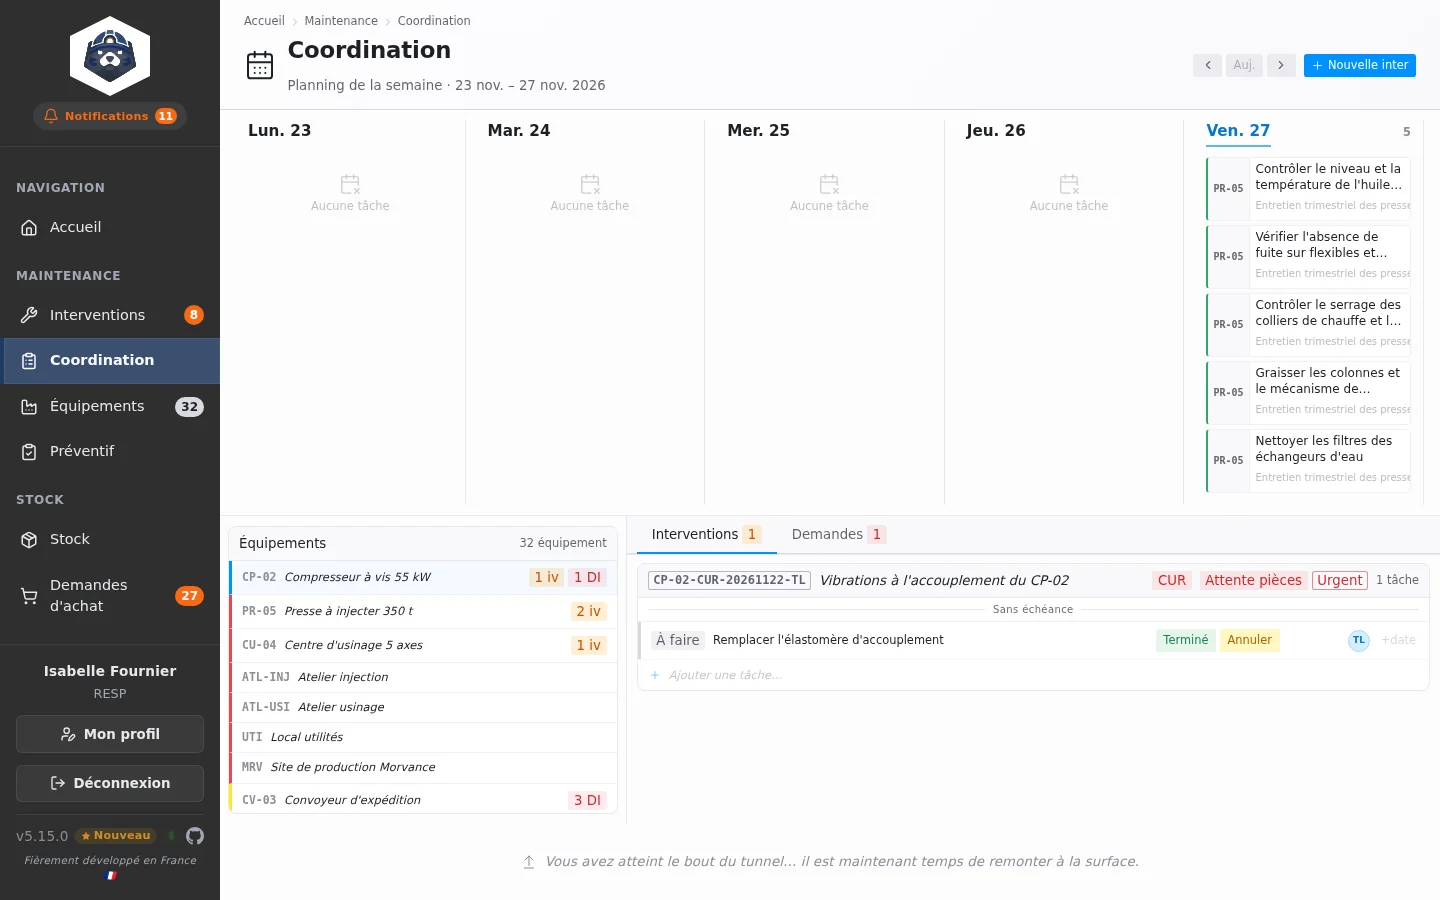 Notifications 11
NAVIGATION
Accueil
MAINTENANCE
Interventions 8
Coordination
Équipements 32
Préventif
STOCK
Stock
Demandes
d'achat 27
Isabelle Fournier
RESP
Mon profil
Déconnexion
v5.15.0 Nouveau
Fièrement développé en France
Accueil Maintenance Coordination
Coordination
Planning de la semaine · 23 nov. – 27 nov. 2026
Auj.
Nouvelle inter
Lun. 23
Aucune tâche
Mar. 24
Aucune tâche
Mer. 25
Aucune tâche
Jeu. 26
Aucune tâche
Ven. 27 5
PR-05
Contrôler le niveau et la
température de l'huile...
Entretien trimestriel des presse
PR-05
Vérifier l'absence de
fuite sur flexibles et...
Entretien trimestriel des presse
PR-05
Contrôler le serrage des
colliers de chauffe et l...
Entretien trimestriel des presse
PR-05
Graisser les colonnes et
le mécanisme de...
Entretien trimestriel des presse
PR-05
Nettoyer les filtres des
échangeurs d'eau
Entretien trimestriel des presse
Équipements 32 équipement
CP-02 Compresseur à vis 55 kW 1 iv 1 DI
PR-05 Presse à injecter 350 t 2 iv
CU-04 Centre d'usinage 5 axes 1 iv
ATL-INJ Atelier injection
ATL-USI Atelier usinage
UTI Local utilités
MRV Site de production Morvance
CV-03 Convoyeur d'expédition 3 DI
Interventions 1 Demandes 1
CP-02-CUR-20261122-TL Vibrations à l'accouplement du CP-02 CUR Attente pièces Urgent 1 tâche
Sans échéance
À faire Remplacer l'élastomère d'accouplement Terminé Annuler TL +date
+ Ajouter une tâche...
Vous avez atteint le bout du tunnel... il est maintenant temps de remonter à la surface.